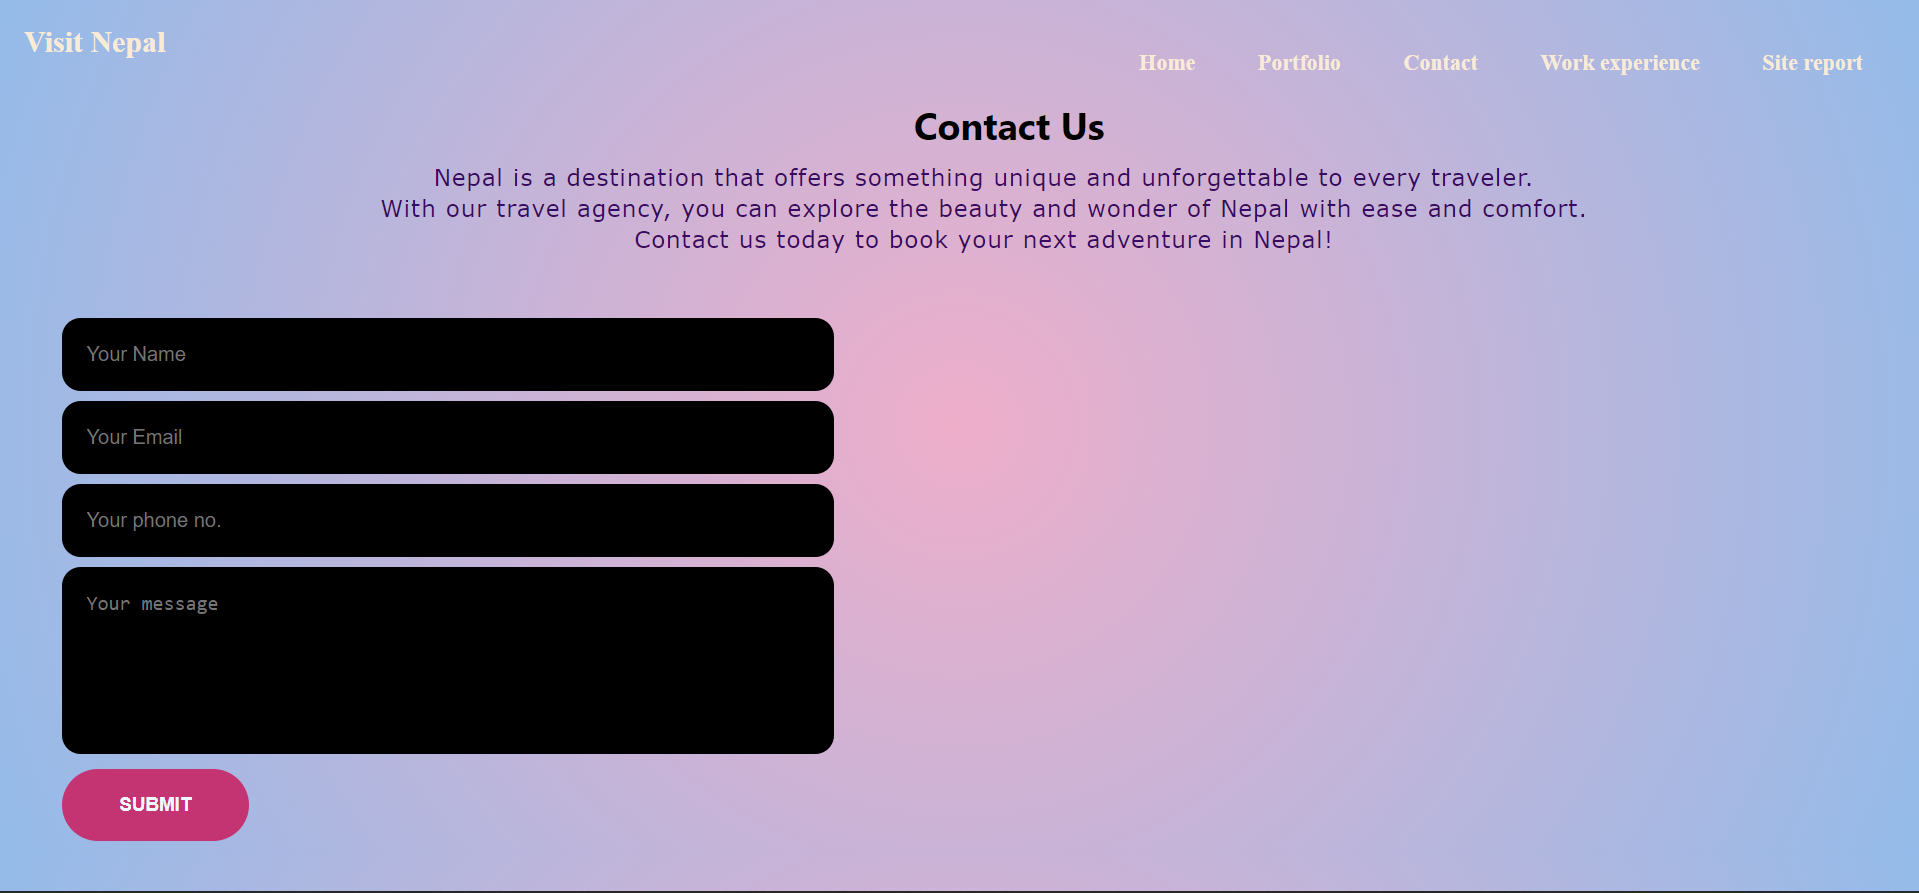 Visit Nepal
Home Portfolio Contact Work experience Site report
Contact Us
Nepal is a destination that offers something unique and unforgettable to every traveler.
With our travel agency, you can explore the beauty and wonder of Nepal with ease and comfort.
Contact us today to book your next adventure in Nepal!
Your Name
Your Email
Your phone no.
Your message
SUBMIT